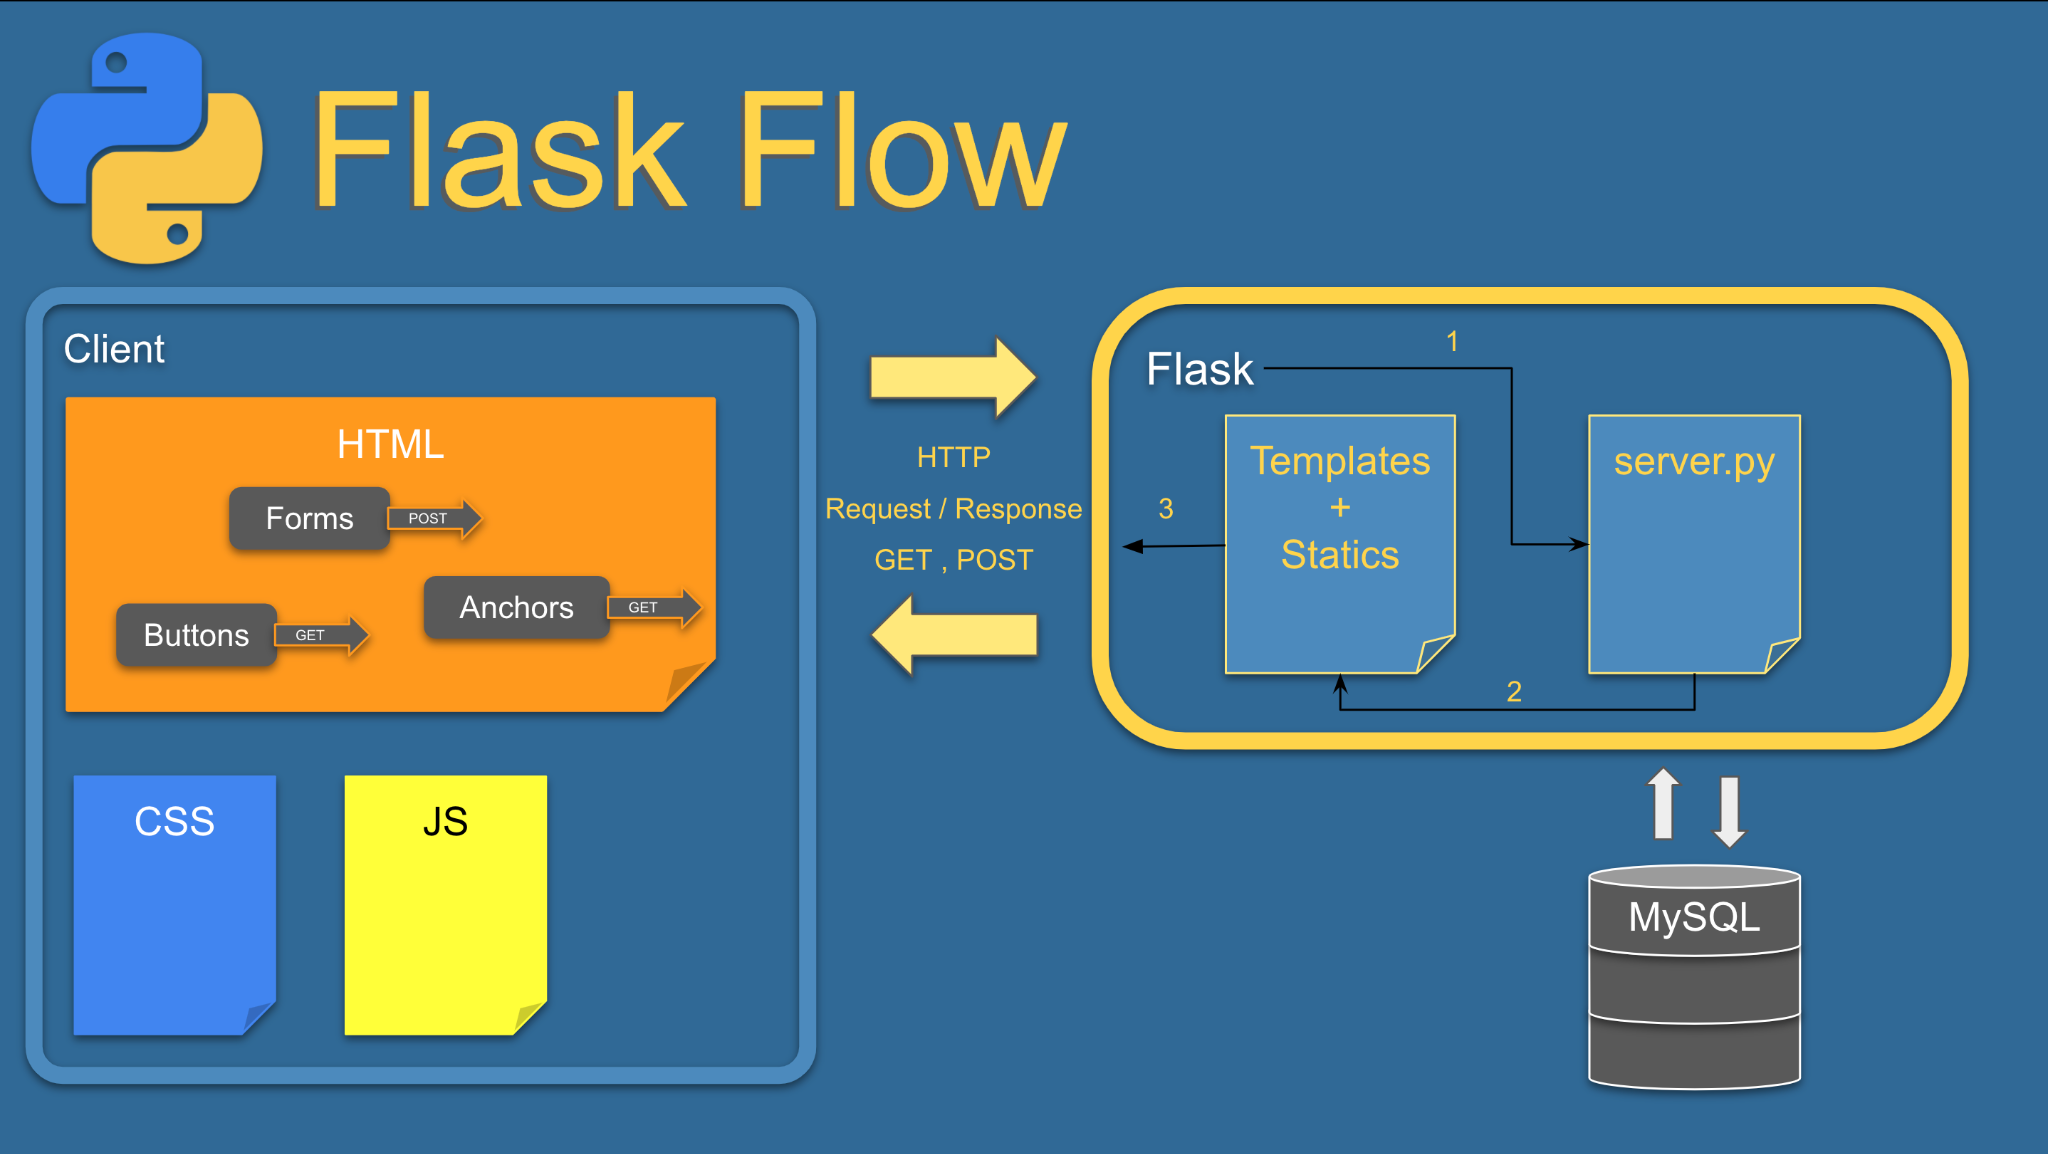 Flask Flow
Client
HTML
Forms
POST
Anchors
GET
Buttons
GET
CSS
JS
HTTP
Request / Response
GET , POST
Flask
1
Templates
+
Statics
server.py
3
2
MySQL